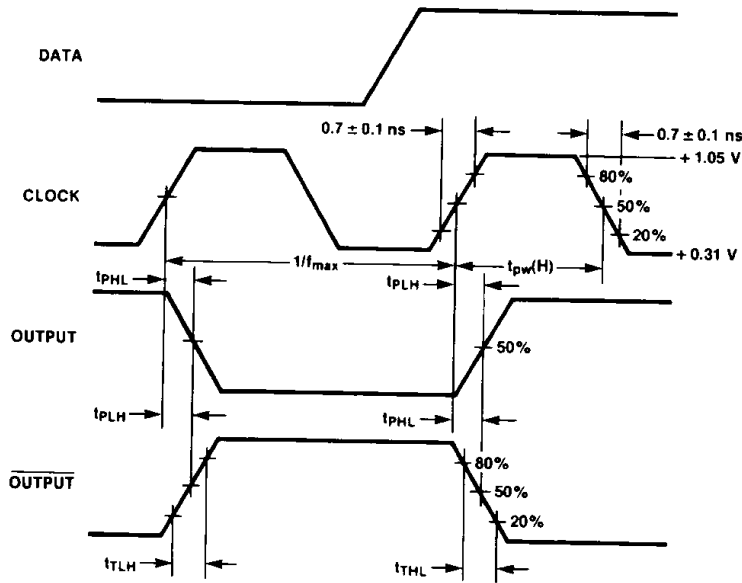 DATA
0.7 ± 0.1 ns
0.7 ± 0.1 ns
+ 1.05 V
80%
CLOCK
50%
20%
+ 0.31 V
1/fmax
tpw(H)
tPHL
tPLH
OUTPUT
50%
tPLH
tPHL
80%
OUTPUT
50%
20%
tTLH
tTHL